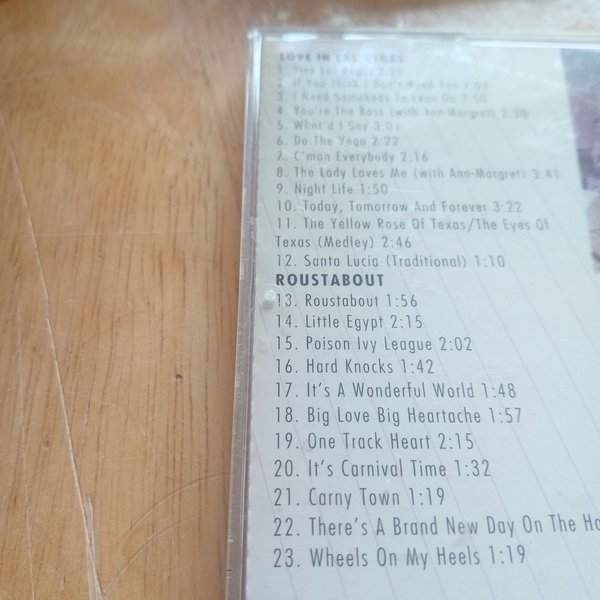 LOVE IN LAS VEGAS
1. Viva Las Vegas 2:20
2. If You Think I Don't Need You 2:02
3. I Need Somebody To Lean On 2:50
4. You're The Boss (with Ann-Margret) 2:30
5. What'd I Say 3:01
6. Do The Vega 2:22
7. C'mon Everybody 2:16
8. The Lady Loves Me (with Ann-Margret) 3:41
9. Night Life 1:50
10. Today, Tomorrow And Forever 3:22
11. The Yellow Rose Of Texas/The Eyes Of
Texas (Medley) 2:46
12. Santa Lucia (Traditional) 1:10
ROUSTABOUT
13. Roustabout 1:56
14. Little Egypt 2:15
15. Poison Ivy League 2:02
16. Hard Knocks 1:42
17. It's A Wonderful World 1:48
18. Big Love Big Heartache 1:57
19. One Track Heart 2:15
20. It's Carnival Time 1:32
21. Carny Town 1:19
22. There's A Brand New Day On The Ho
23. Wheels On My Heels 1:19